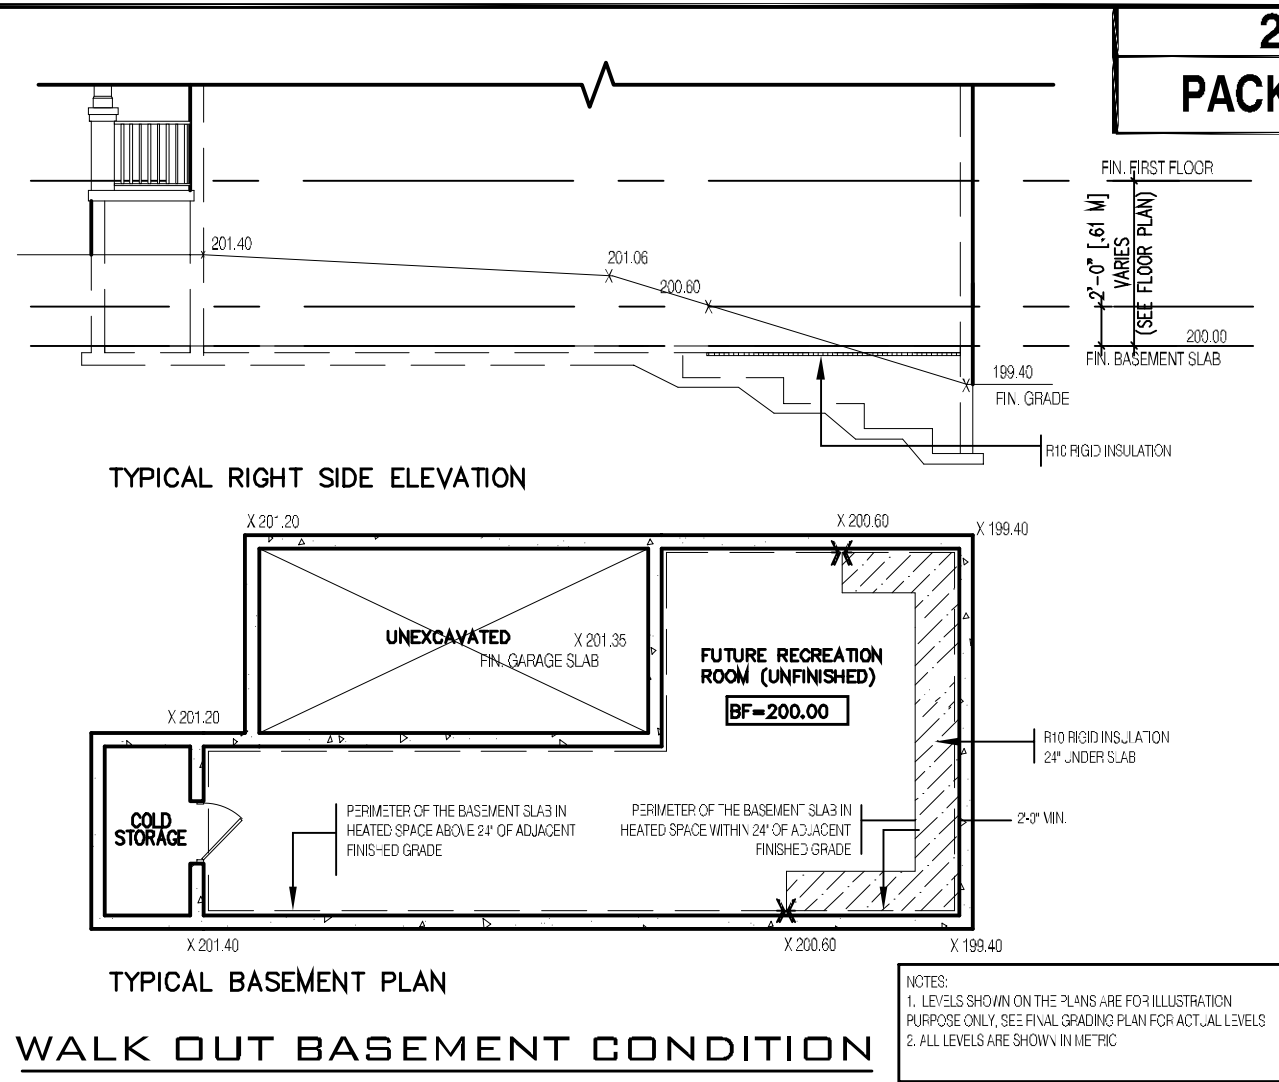 2
PACK
FIN. FIRST FLOOR
2'-0" [.61 M]
VARIES
(SEE FLOOR PLAN)
201.40
201.06
200.60
200.00
FIN. BASEMENT SLAB
199.40
FIN. GRADE
R10 RIGID INSULATION
TYPICAL RIGHT SIDE ELEVATION
X 201.20
X 200.60
X 199.40
UNEXCAVATED
X 201.35
FIN. GARAGE SLAB
FUTURE RECREATION
ROOM (UNFINISHED)
BF=200.00
X 201.20
R10 RIGID INSULATION
24" UNDER SLAB
COLD
STORAGE
PERIMETER OF THE BASEMENT SLAB IN
HEATED SPACE ABOVE 24" OF ADJACENT
FINISHED GRADE
PERIMETER OF THE BASEMENT SLAB IN
HEATED SPACE WITHIN 24" OF ADJACENT
FINISHED GRADE
2'-0" MIN.
X 201.40
X 200.60
X 199.40
TYPICAL BASEMENT PLAN
NOTES:
1. LEVELS SHOWN ON THE PLANS ARE FOR ILLUSTRATION
PURPOSE ONLY, SEE FINAL GRADING PLAN FOR ACTUAL LEVELS
2. ALL LEVELS ARE SHOWN IN METRIC
WALK OUT BASEMENT CONDITION